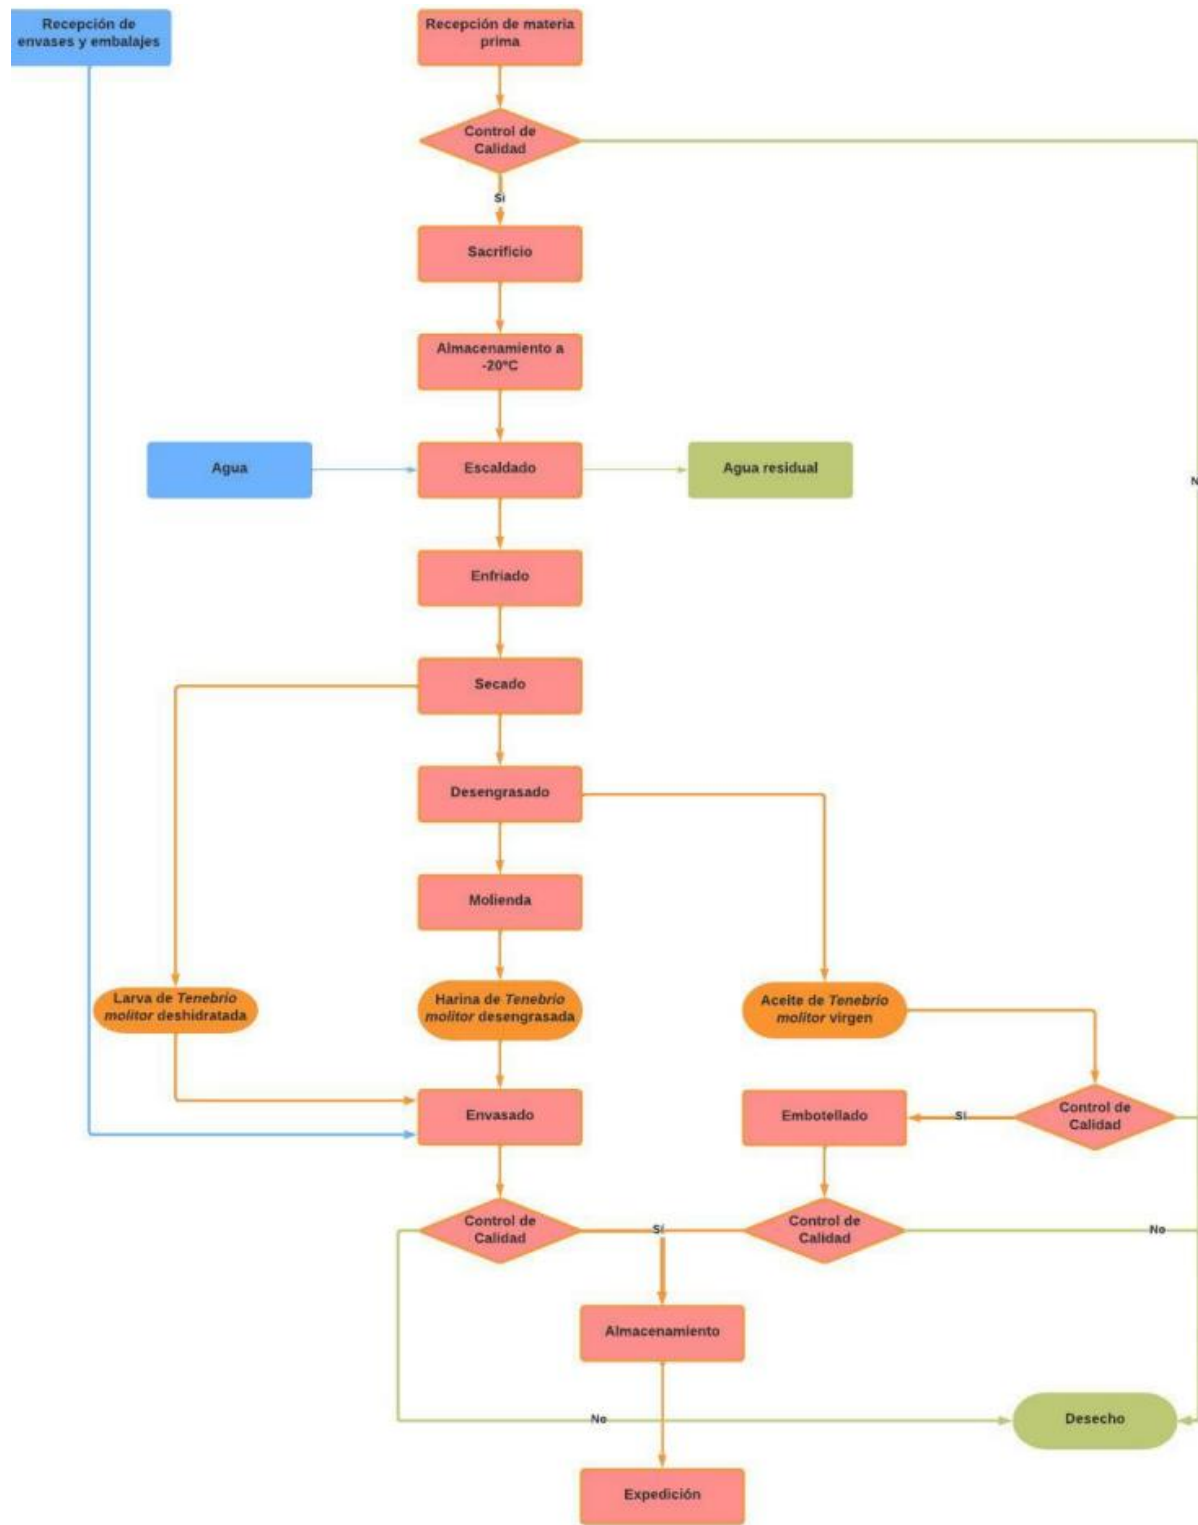 Recepción de
envases y embalajes
Recepción de materia
prima
Control de
Calidad
Sí
Sacrificio
Almacenamiento a
-20ºC
Agua
Escaldado
Agua residual
N
Enfriado
Secado
Desengrasado
Molienda
Larva de Tenebrio
molitor deshidratada
Harina de Tenebrio
molitor desengrasada
Aceite de Tenebrio
molitor virgen
Envasado
Embotellado
Sí
Control de
Calidad
Control de
Calidad
Sí
Control de
Calidad
No
Almacenamiento
No
Desecho
Expedición